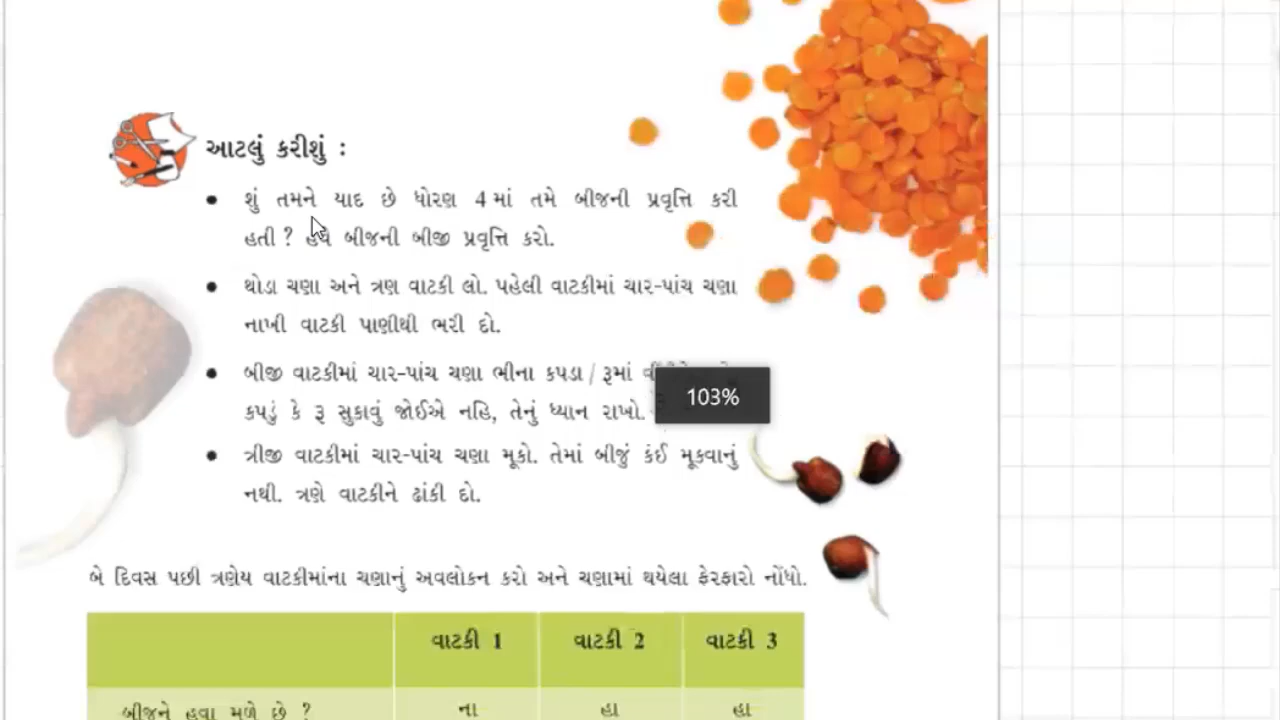 આટલું કરીશું :
• શું તમને યાદ છે ધોરણ 4માં તમે બીજની પ્રવૃત્તિ કરી
હતી ? હવે બીજની બીજી પ્રવૃત્તિ કરો.
• થોડા ચણા અને ત્રણ વાટકી લો. પહેલી વાટકીમાં ચાર-પાંચ ચણા
નાખી વાટકી પાણીથી ભરી દો.
• બીજી વાટકીમાં ચાર-પાંચ ચણા ભીના કપડા / રૂમાં
કપડું કે રૂ સુકાવું જોઈએ નહિ, તેનું ધ્યાન રાખો.
103%
• ત્રીજી વાટકીમાં ચાર-પાંચ ચણા મૂકો. તેમાં બીજું કંઈ મૂકવાનું
નથી. ત્રણે વાટકીને ઢાંકી દો.
બે દિવસ પછી ત્રણેય વાટકીમાંના ચણાનું અવલોકન કરો અને ચણામાં થયેલા ફેરફારો નોંધો.
વાટકી 1 વાટકી 2 વાટકી 3
બીજને હવા મળે છે ? ના હા હા